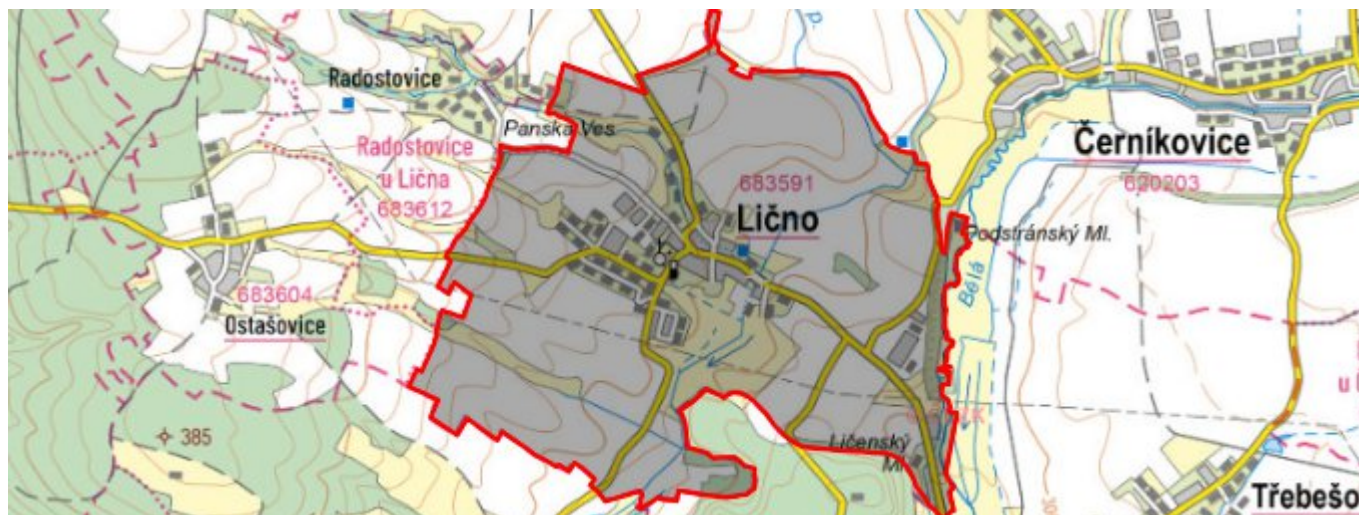 Radostovice
Panská Ves
Radostovice
u Lična
683612
683591
Lično
Černíkovice
620203
Podstránský Ml.
Bělá
683604
Ostašovice
385
Ličenský
Ml.
Třebešo